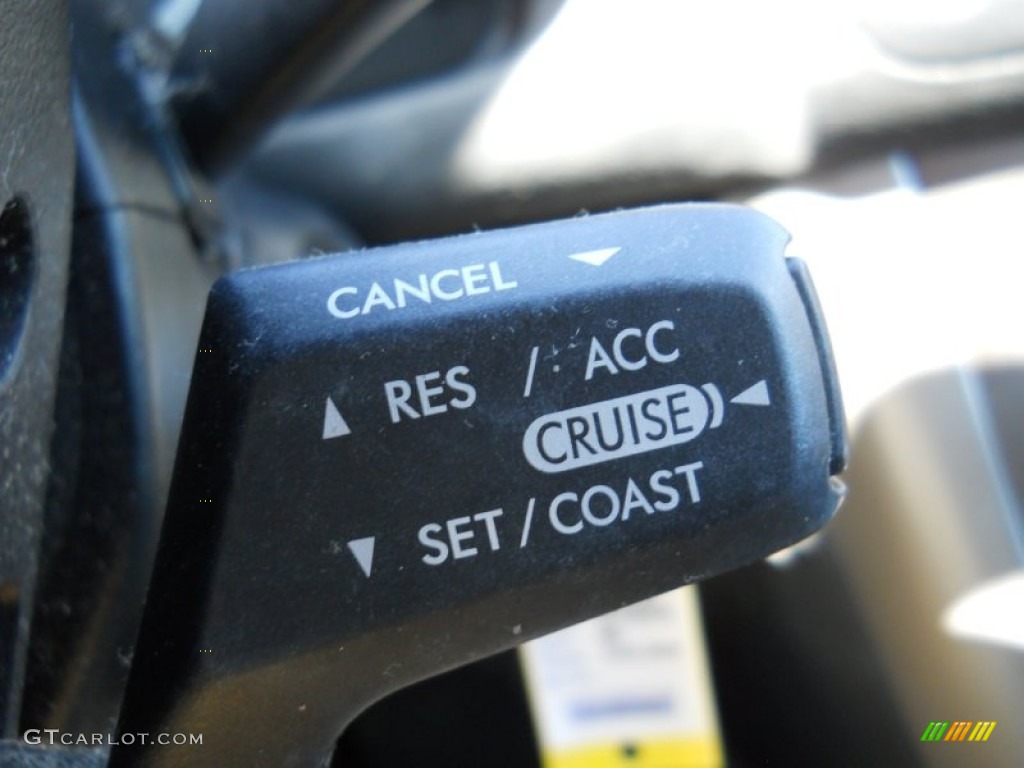 CANCEL
RES / ACC
CRUISE
SET / COAST
GTCARLOT.COM